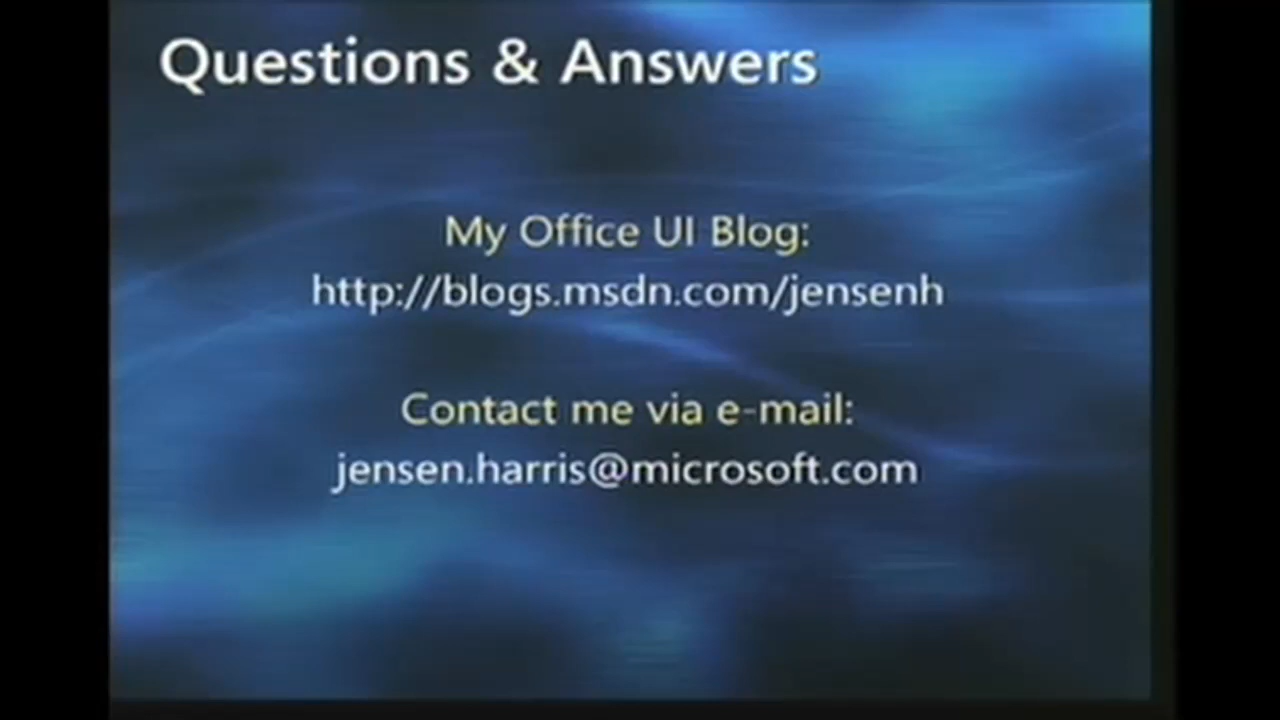 Questions & Answers
My Office UI Blog:
http://blogs.msdn.com/jensenh
Contact me via e-mail:
jensen.harris@microsoft.com